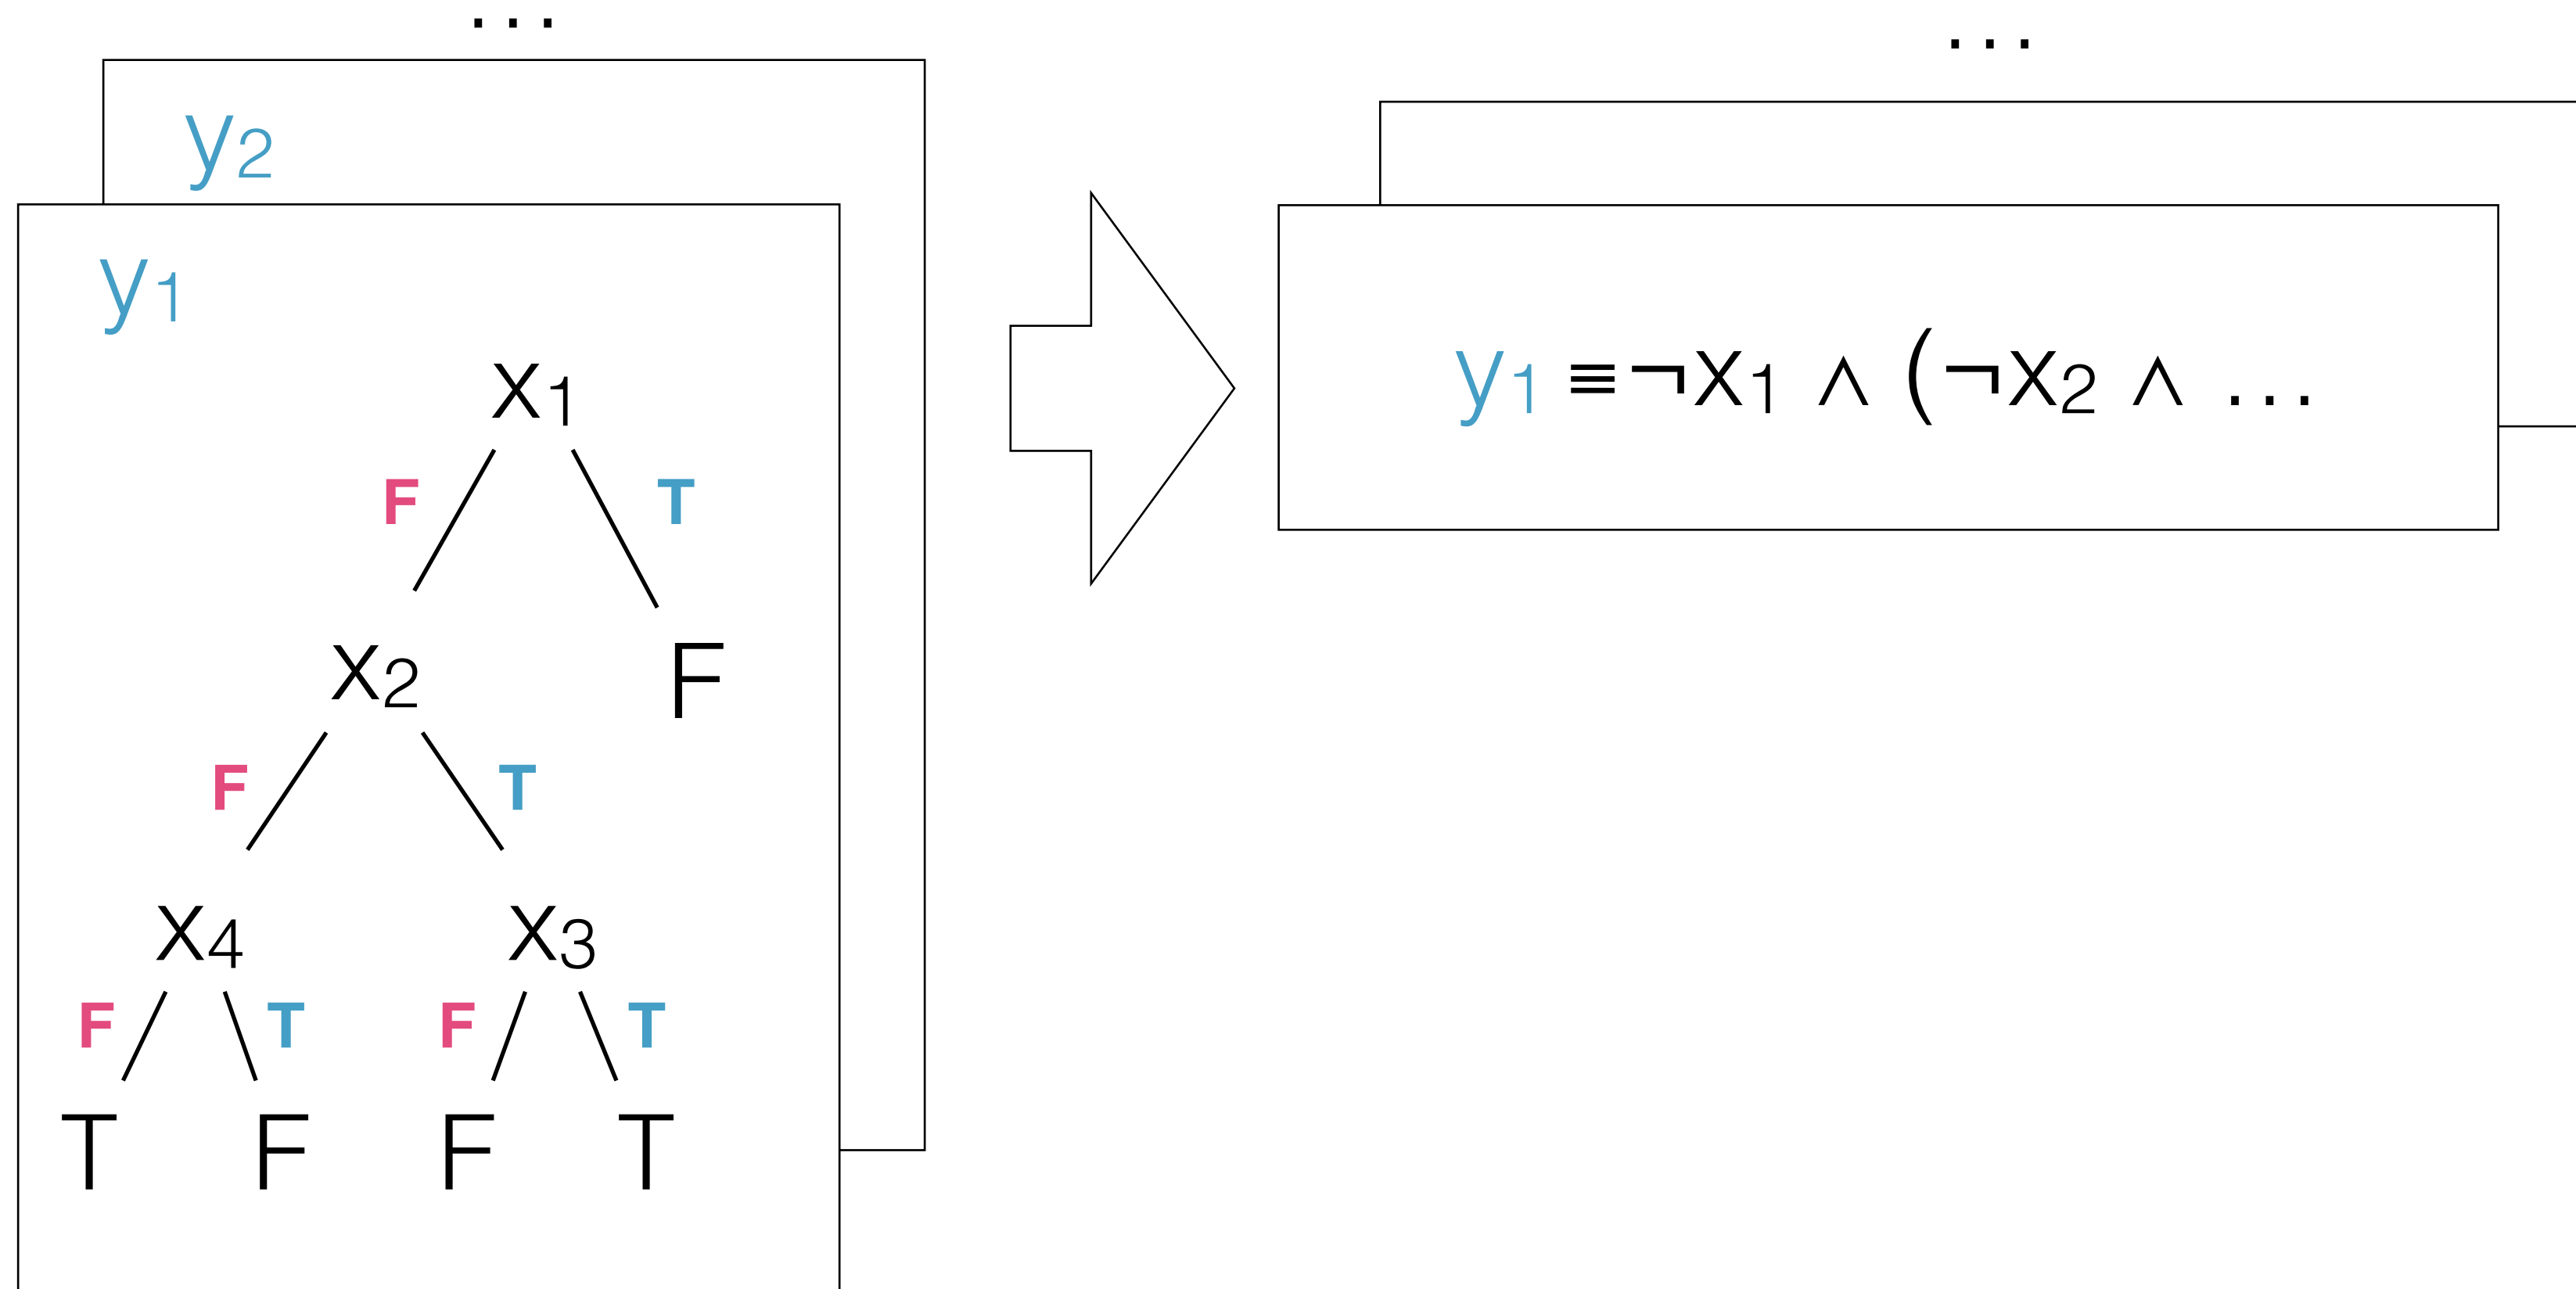 ...
...
y2
y1
y1 ≡ ¬x1 ∧ (¬x2 ∧ ...
x1
F T
x2 F
F T
x4 x3
F T F T
T F F T